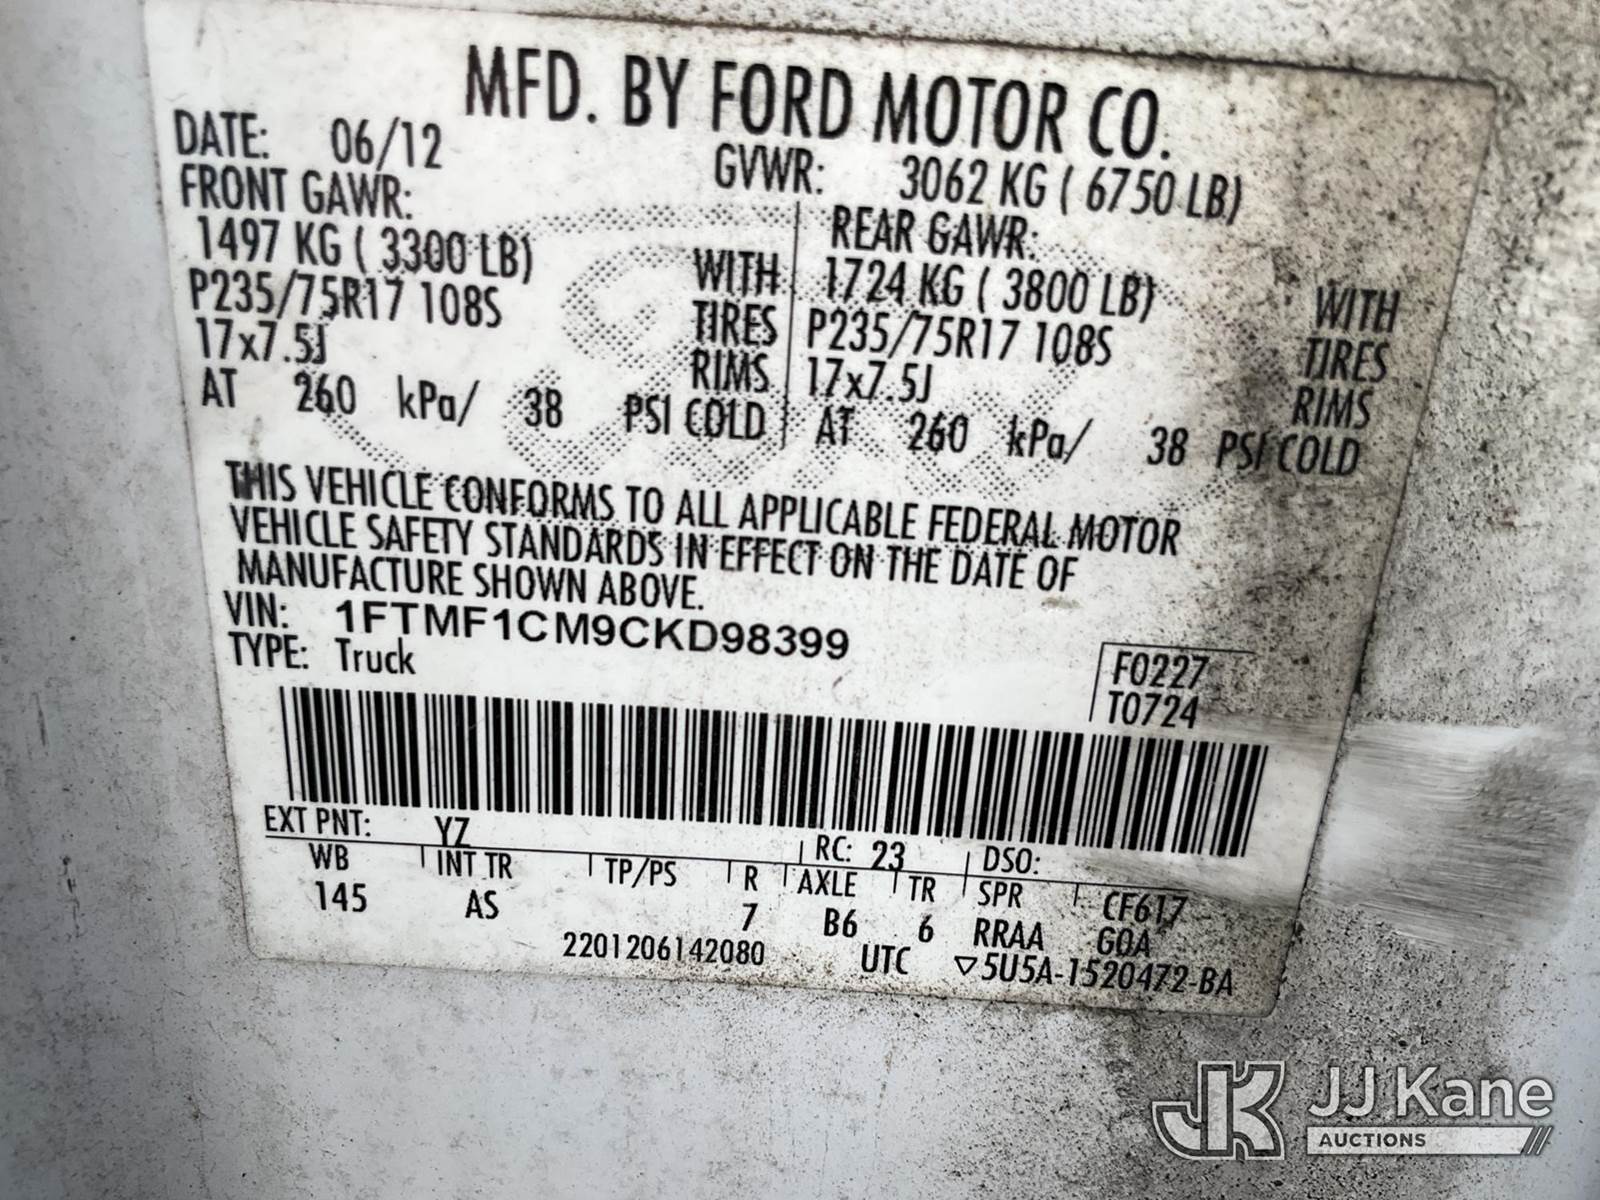 MFD. BY FORD MOTOR CO.
DATE: 06/12 GVWR: 3062 KG ( 6750 LB)
FRONT GAWR: REAR GAWR:
1497 KG ( 3300 LB) WITH 1724 KG ( 3800 LB) WITH
P235/75R17 108S TIRES P235/75R17 108S TIRES
17x7.5J RIMS 17x7.5J RIMS
AT 260 kPa/ 38 PSI COLD AT 260 kPa/ 38 PSI COLD
THIS VEHICLE CONFORMS TO ALL APPLICABLE FEDERAL MOTOR
VEHICLE SAFETY STANDARDS IN EFFECT ON THE DATE OF
MANUFACTURE SHOWN ABOVE.
VIN: 1FTMF1CM9CKD98399
TYPE: Truck
F0227
T0724
EXT PNT: YZ RC: 23 DSO:
WB INT TR TP/PS R AXLE TR SPR CF617
145 AS 7 B6 6 RRAA GOA
2201206142080 UTC ▽5U5A-1520472-BA
JK JJ Kane
AUCTIONS